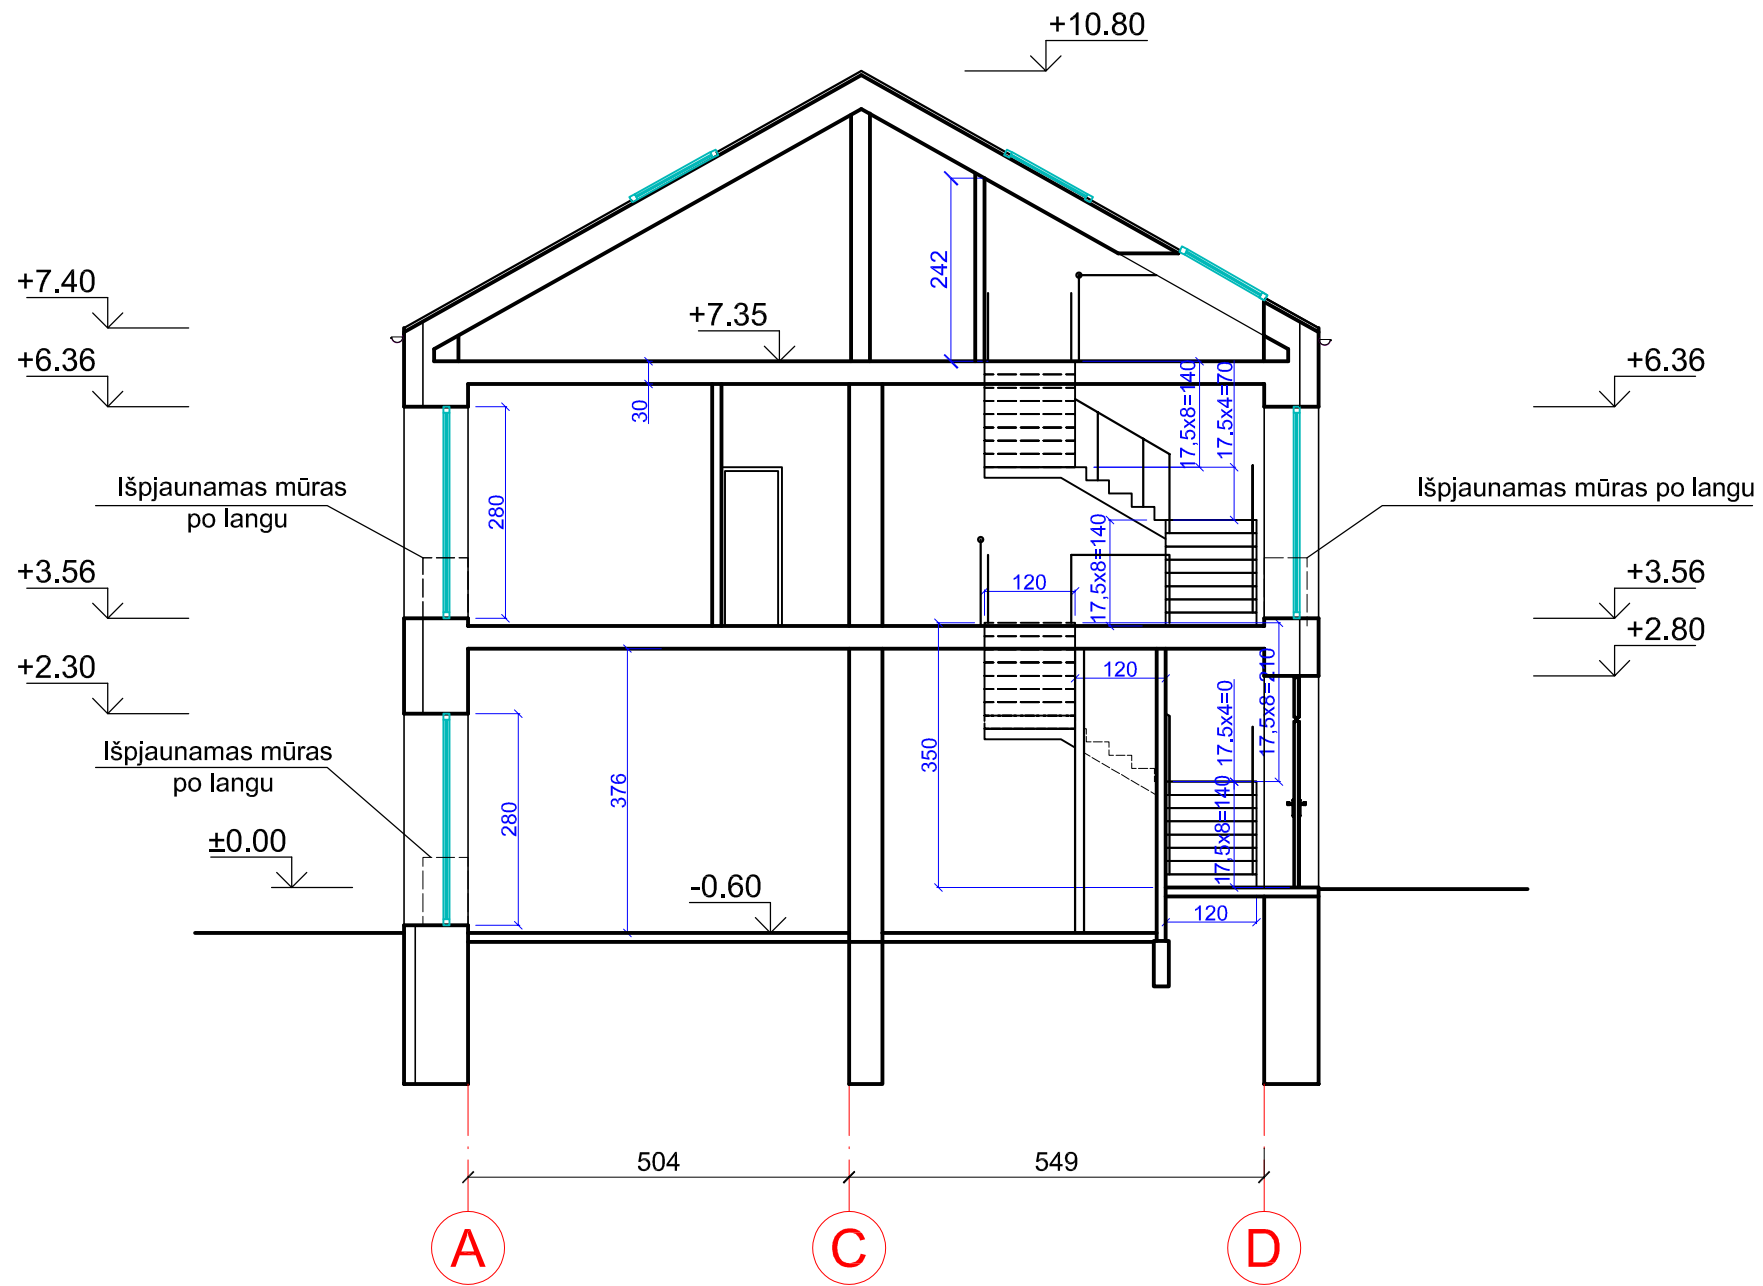 +10.80
+7.40
+7.35
242
+6.36
+6.36
30
17,5x8=140
17.5x4=70
Išpjaunamas mūras
po langu
280
Išpjaunamas mūras po langu
17,5x8=140
+3.56
120
+3.56
+2.80
+2.30
120
17,5x8=210
17.5x4=0
350
Išpjaunamas mūras
po langu
376
280
17,5x8=140
±0.00
-0.60
120
504
549
A
C
D